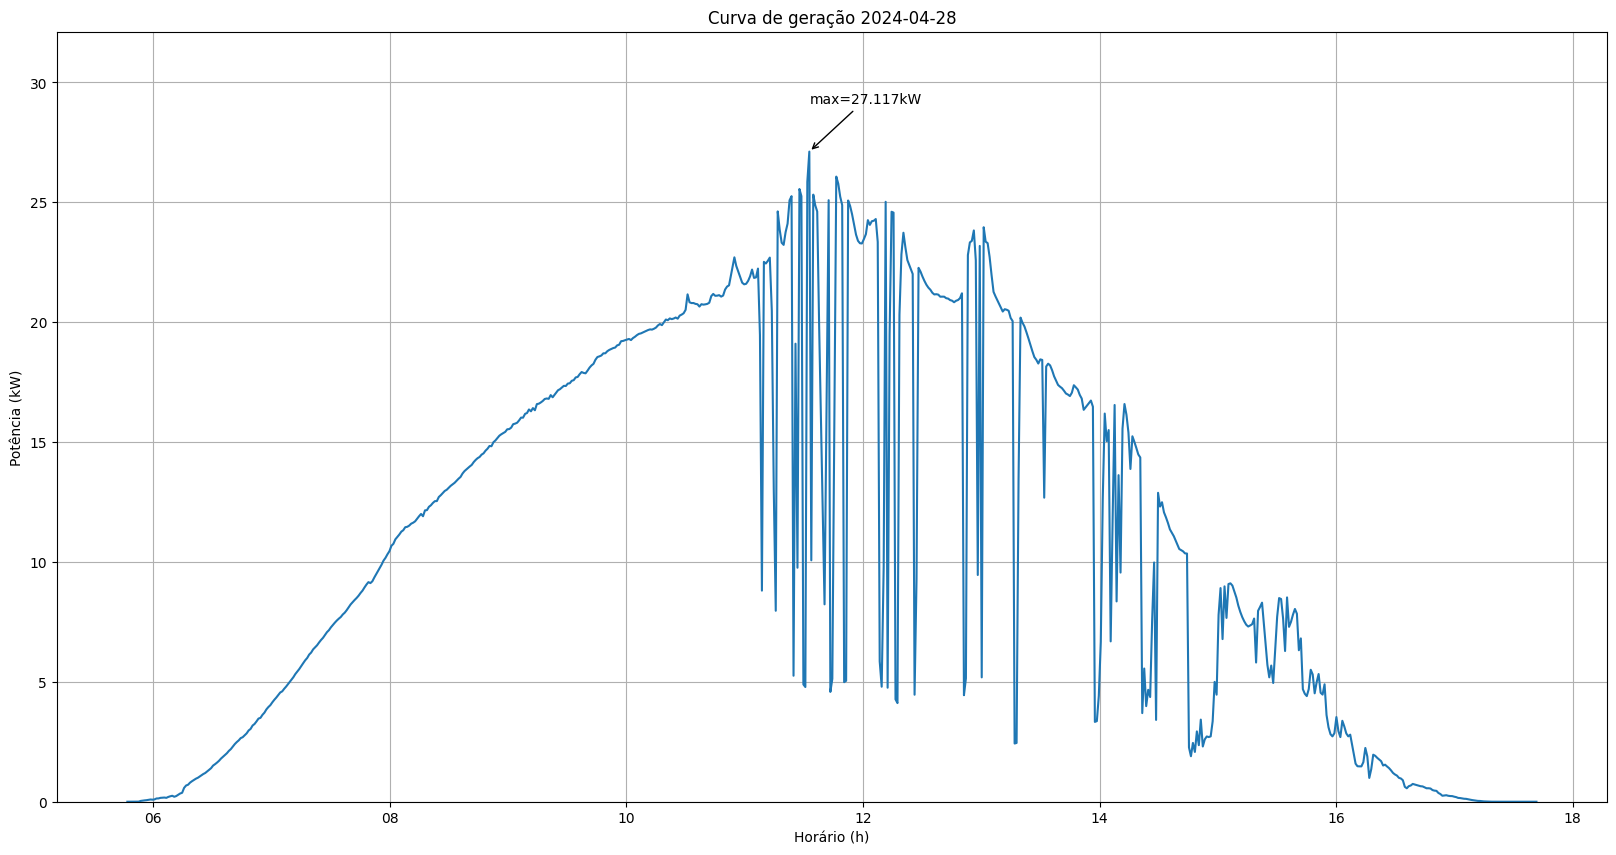 Curva de geração 2024-04-28
max=27.117kW
Potência (kW)
30
25
20
15
10
5
0
06 08 10 12 14 16 18
Horário (h)